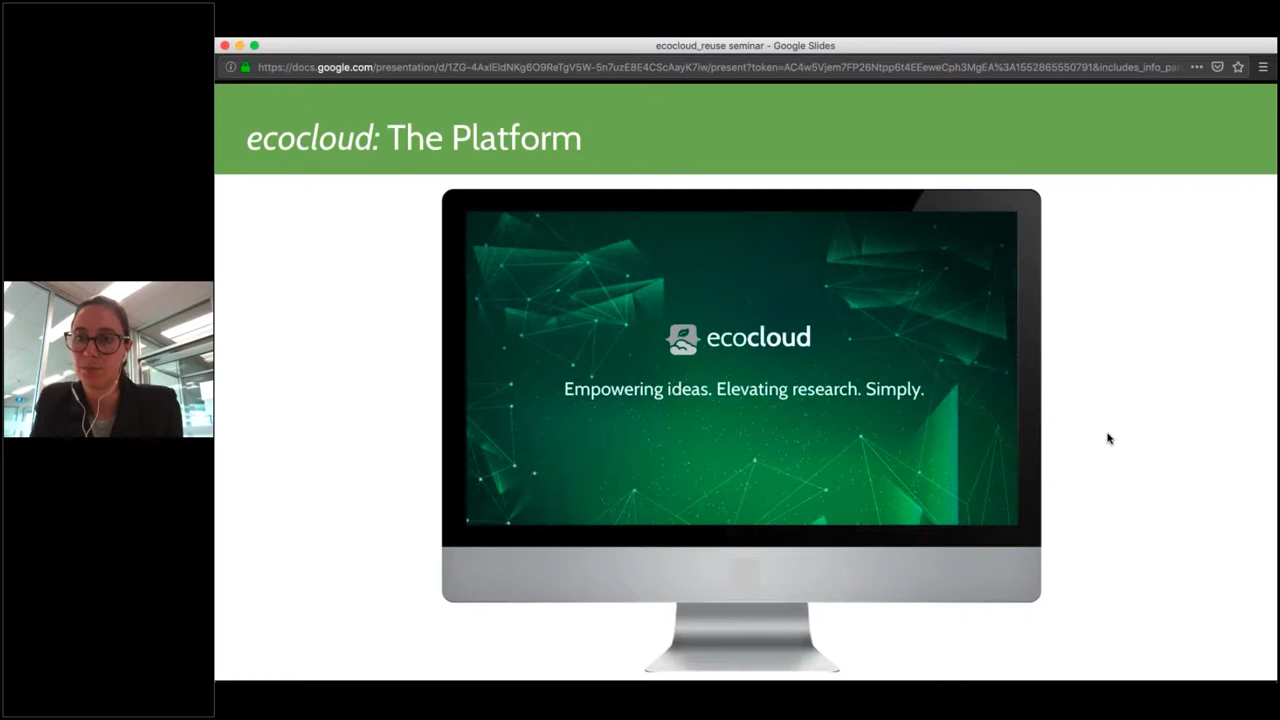 ecocloud_reuse seminar - Google Slides
ecocloud: The Platform
ecocloud
Empowering ideas. Elevating research. Simply.